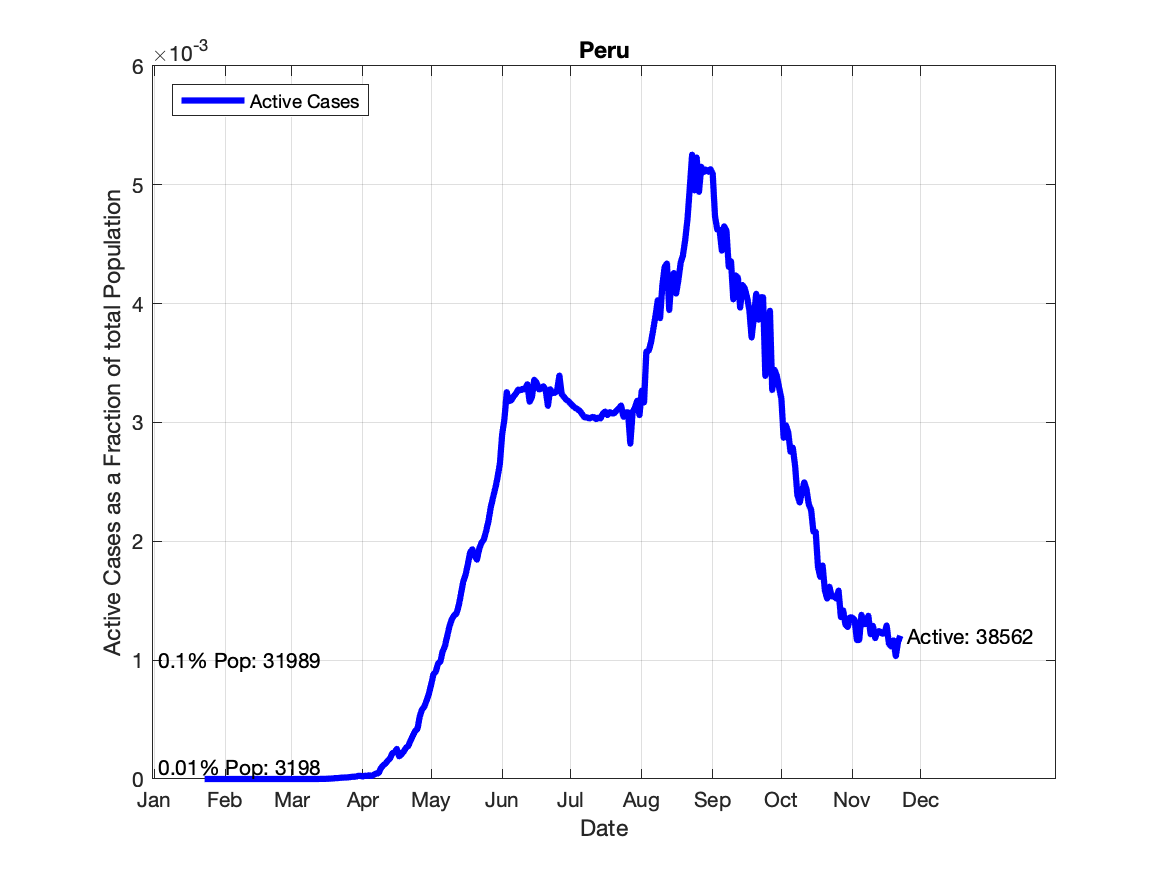 Peru
×10-3
Active Cases
6
5
4
3
2
1
0
Active Cases as a Fraction of total Population
0.1% Pop: 31989
0.01% Pop: 3198
Active: 38562
Jan Feb Mar Apr May Jun Jul Aug Sep Oct Nov Dec
Date